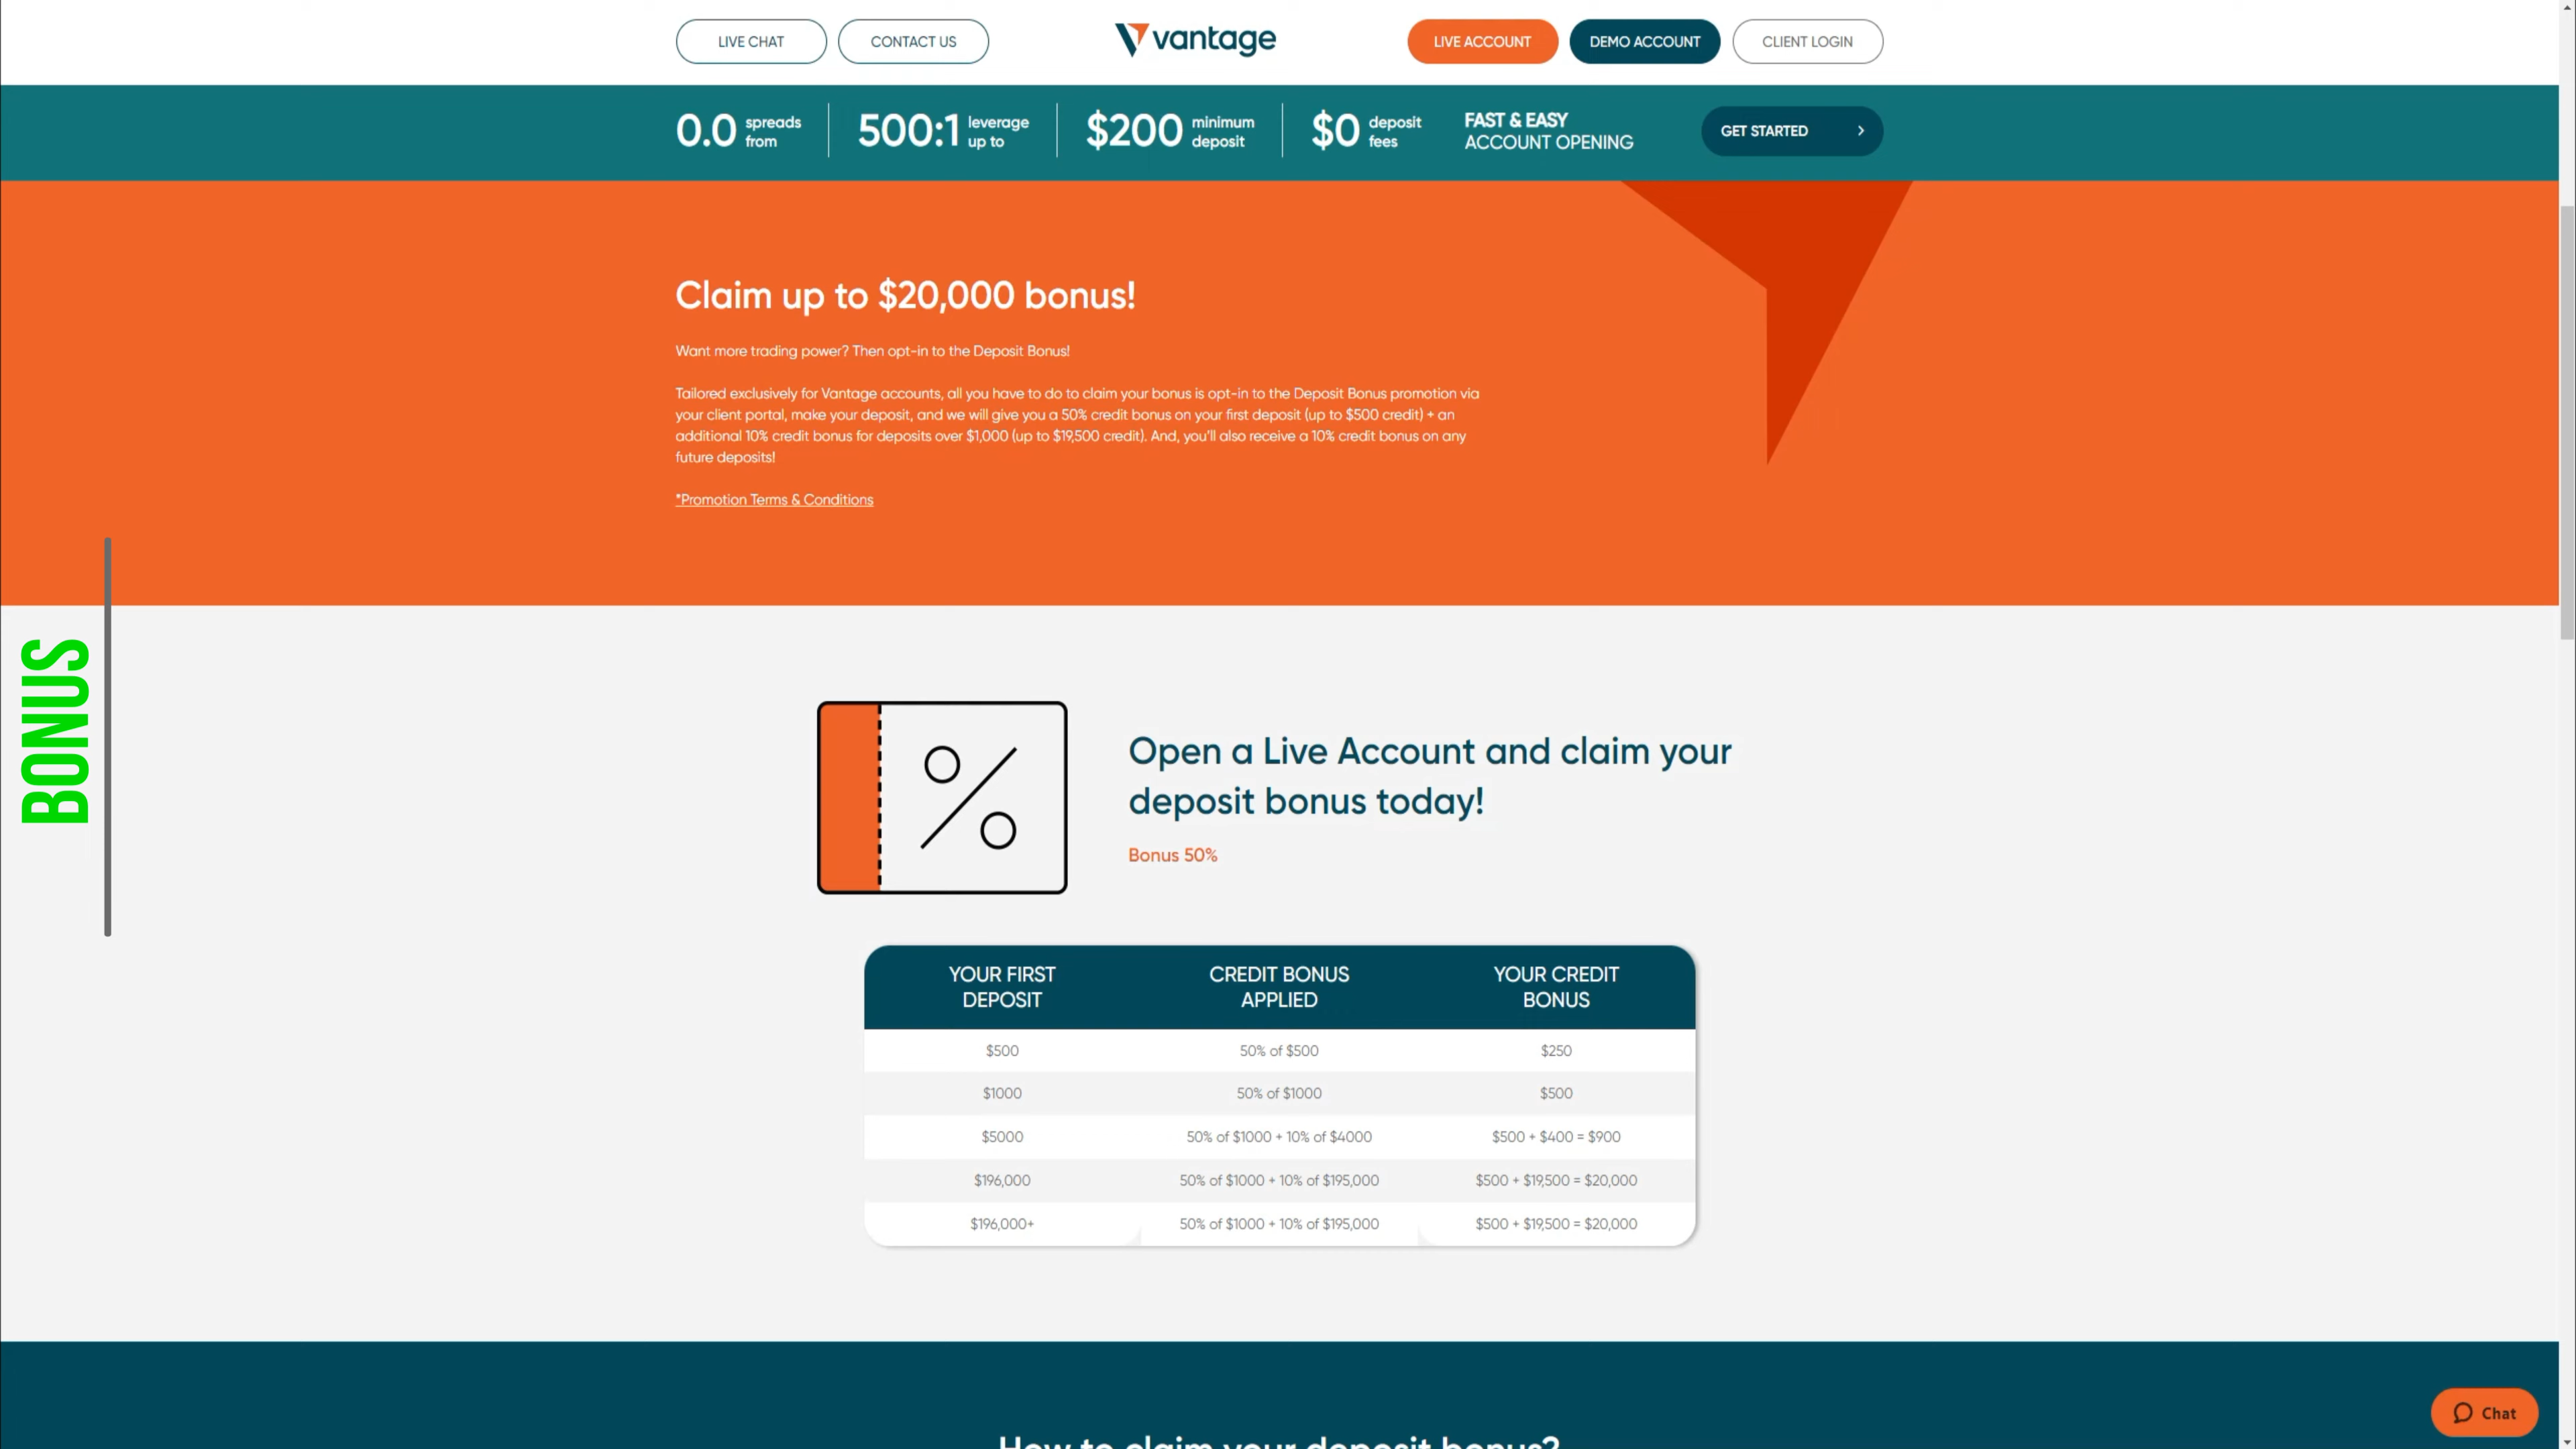 LIVE CHAT
CONTACT US
vantage
LIVE ACCOUNT
DEMO ACCOUNT
CLIENT LOGIN
0.0 spreads from
500:1 leverage up to
$200 minimum deposit
$0 deposit fees
FAST & EASY
ACCOUNT OPENING
GET STARTED
Claim up to $20,000 bonus!
Want more trading power? Then opt-in to the Deposit Bonus!
Tailored exclusively for Vantage accounts, all you have to do to claim your bonus is opt-in to the Deposit Bonus promotion via
your client portal, make your deposit, and we will give you a 50% credit bonus on your first deposit (up to $500 credit) + an
additional 10% credit bonus for deposits over $1,000 (up to $19,500 credit). And, you'll also receive a 10% credit bonus on any
future deposits!
*Promotion Terms & Conditions
BONUS
Open a Live Account and claim your
deposit bonus today!
Bonus 50%
YOUR FIRST DEPOSIT
CREDIT BONUS APPLIED
YOUR CREDIT BONUS
$500 50% of $500 $250
$1000 50% of $1000 $500
$5000 50% of $1000 + 10% of $4000 $500 + $400 = $900
$196,000 50% of $1000 + 10% of $195,000 $500 + $19,500 = $20,000
$196,000+ 50% of $1000 + 10% of $195,000 $500 + $19,500 = $20,000
Chat
How to claim your deposit bonus?